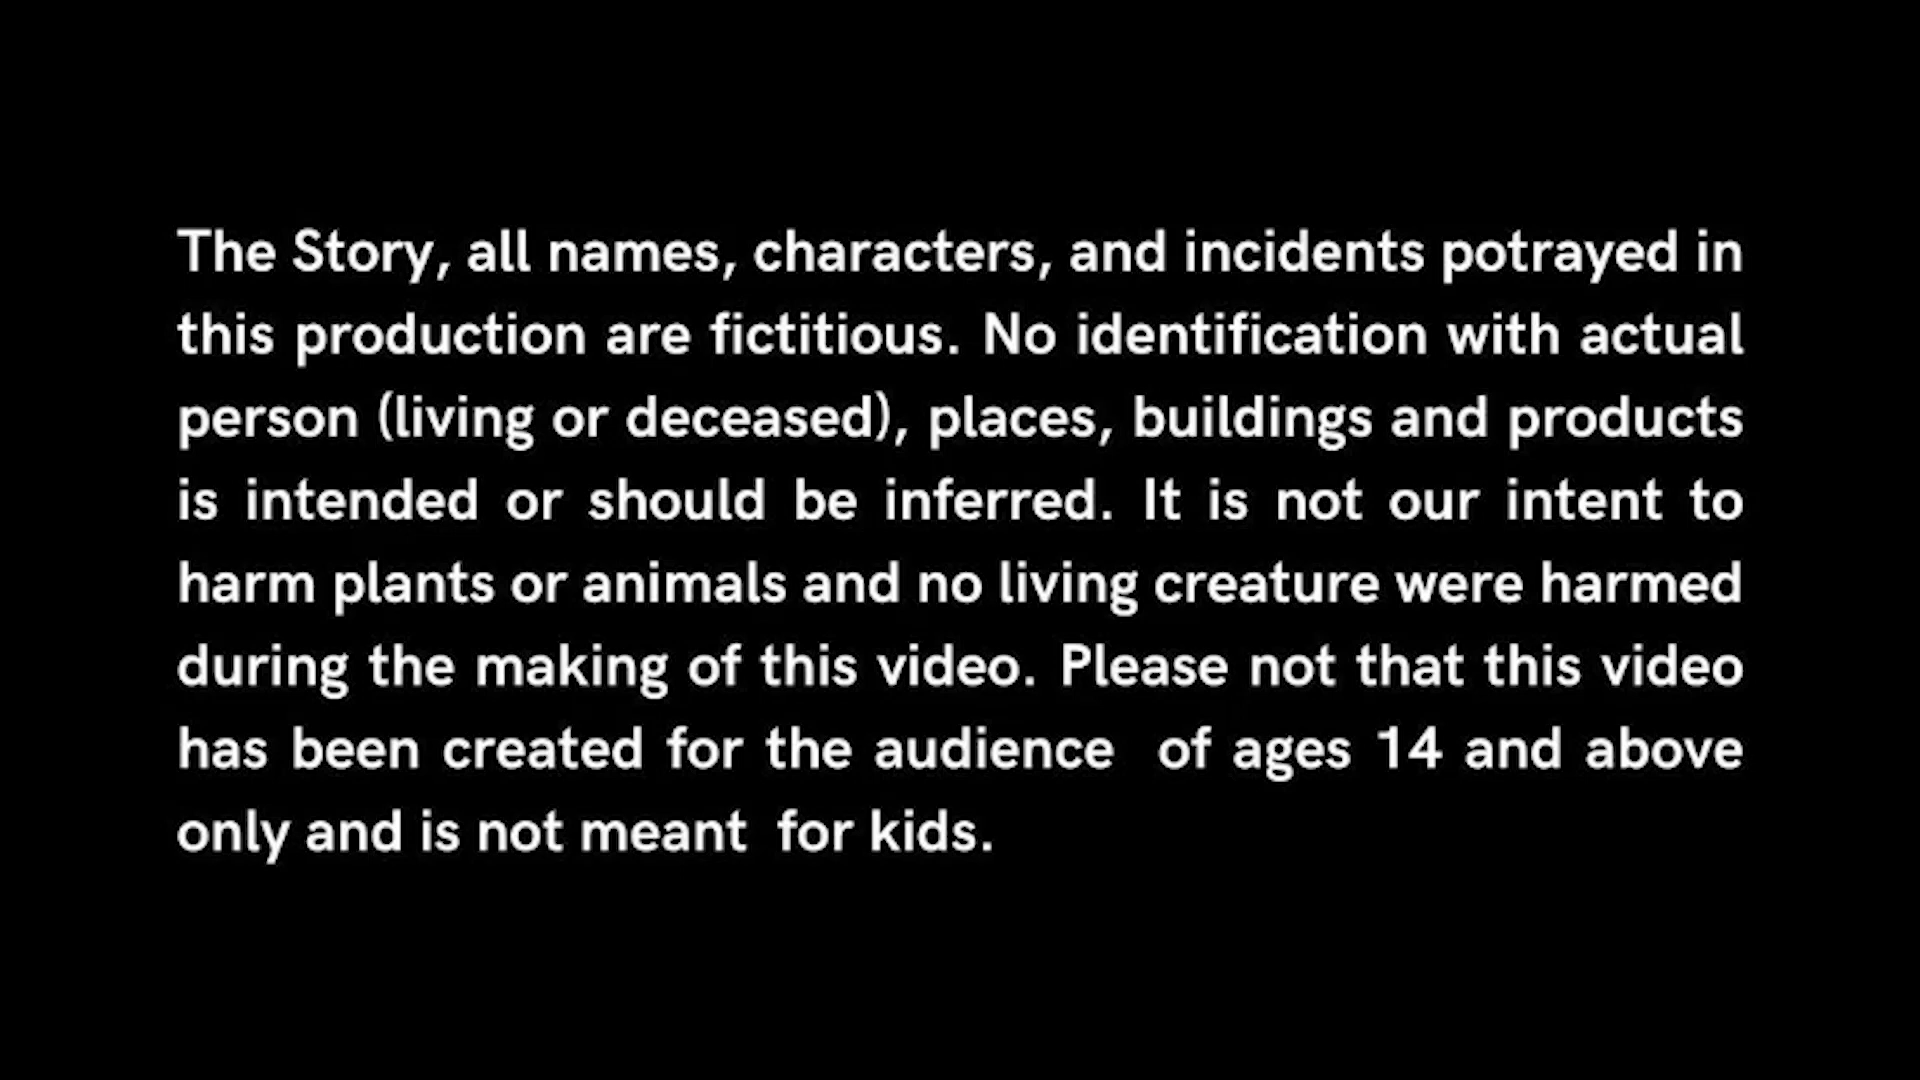 The Story, all names, characters, and incidents potrayed in
this production are fictitious. No identification with actual
person (living or deceased), places, buildings and products
is intended or should be inferred. It is not our intent to
harm plants or animals and no living creature were harmed
during the making of this video. Please not that this video
has been created for the audience of ages 14 and above
only and is not meant for kids.